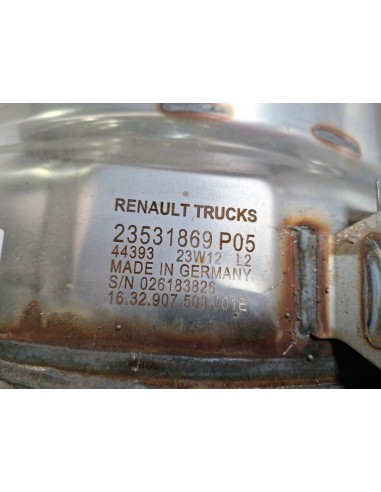 RENAULT TRUCKS
23531869 P05
44393 23W12 L2
MADE IN GERMANY
S/N 026183826
16.32.907.500.001E